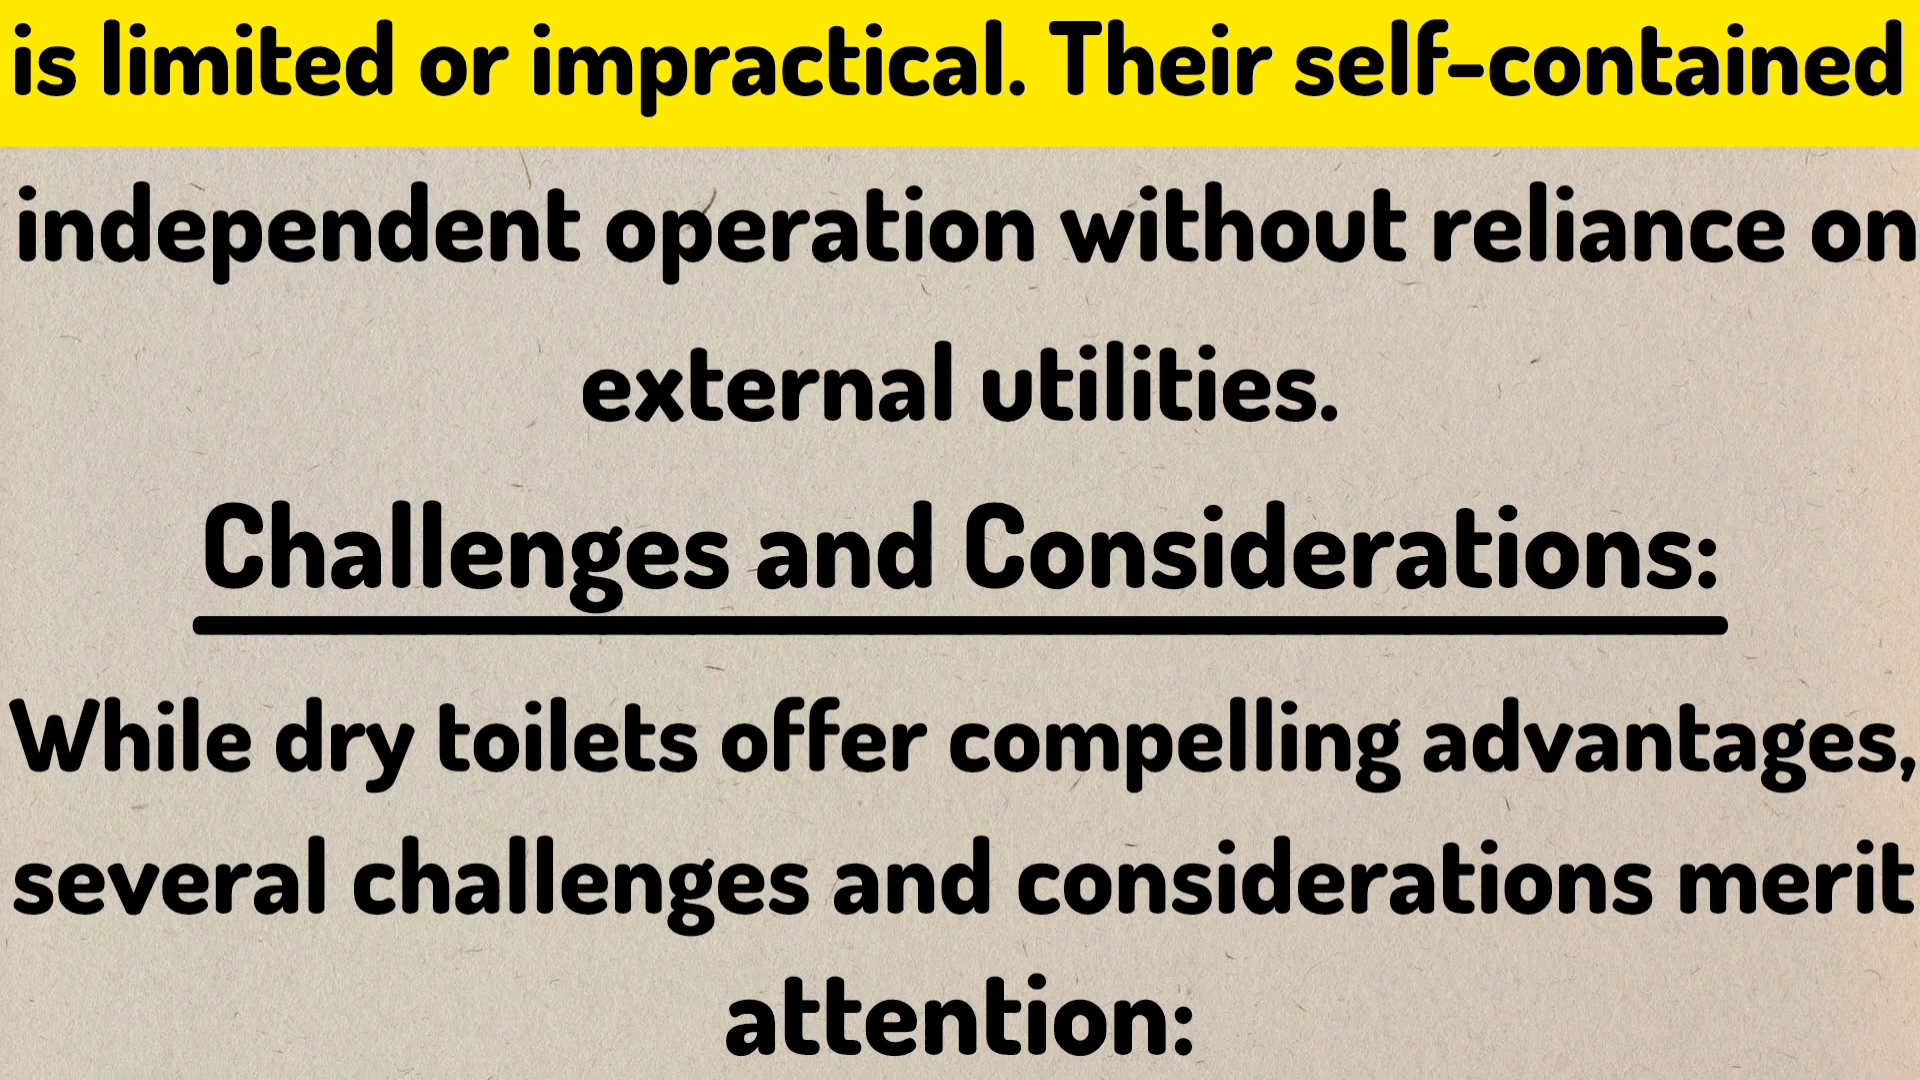 is limited or impractical. Their self-contained
independent operation without reliance on
external utilities.
Challenges and Considerations:
While dry toilets offer compelling advantages,
several challenges and considerations merit
attention: